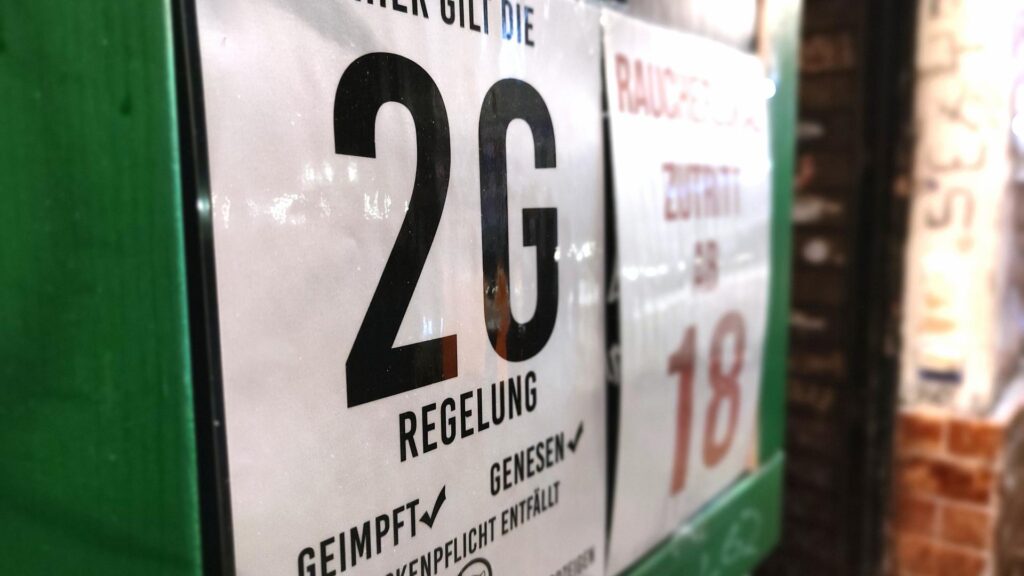 GILT DIE
2G
REGELUNG
GENESEN ✓
GEIMPFT ✓
ENTFÄLLT
ZUTRITT
AB
18